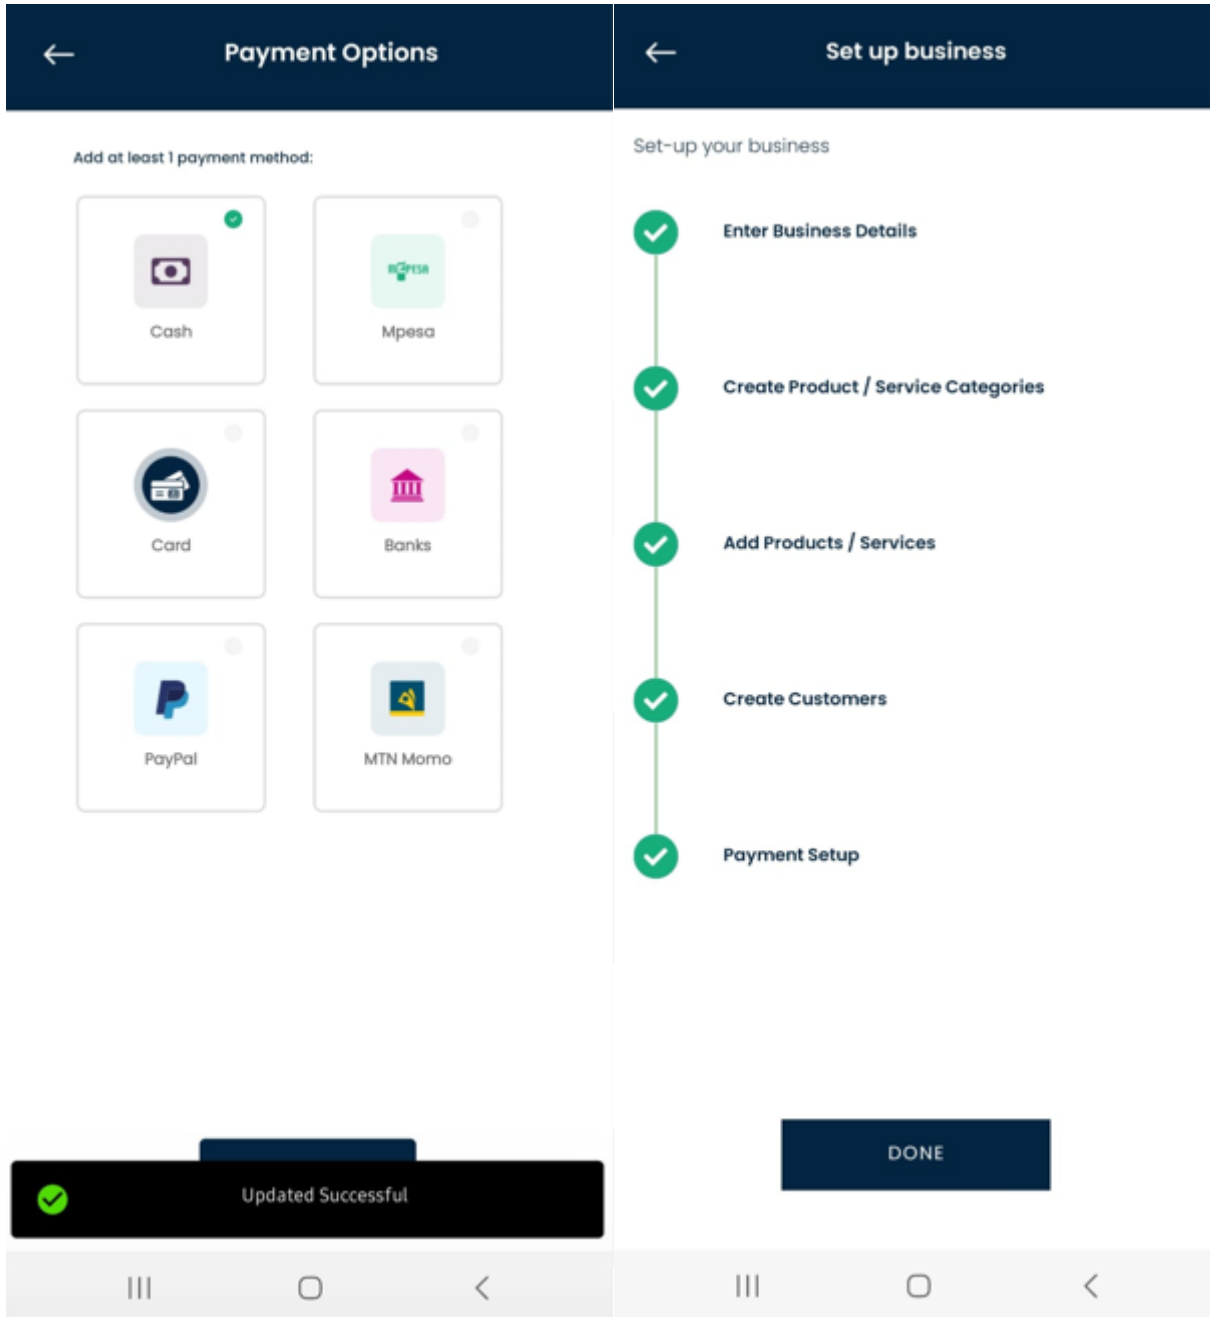 Payment Options
Add at least 1 payment method:
Cash
Mpesa
Card
Banks
PayPal
MTN Momo
Updated Successful
Set up business
Set-up your business
Enter Business Details
Create Product / Service Categories
Add Products / Services
Create Customers
Payment Setup
DONE